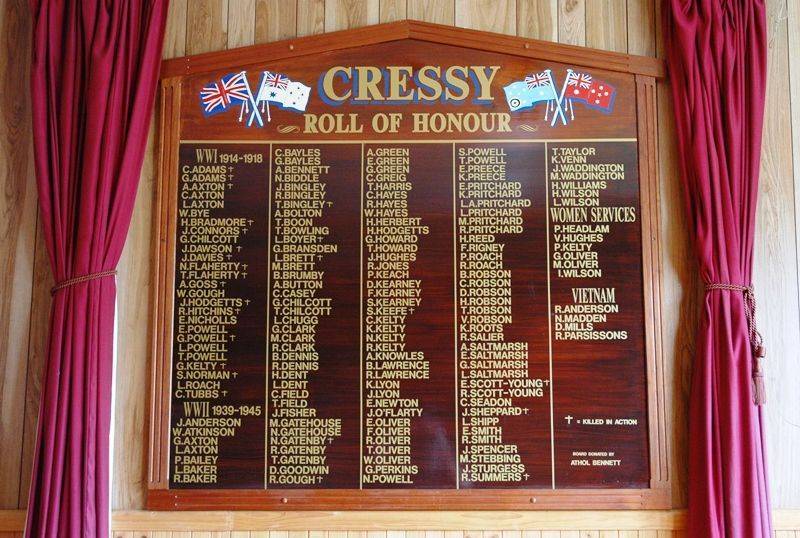 CRESSY
ROLL OF HONOUR
WWI 1914-1918
C.ADAMS †
G.ADAMS †
A.AXTON †
C.AXTON
L.AXTON
W.BYE
H.BRADMORE †
J.CONNORS †
G.CHILCOTT
J.DAWSON †
J.DAVIES †
N.FLAHERTY †
T.FLAHERTY †
A.GOSS †
W.GOUGH
J.HODGETTS †
R.HITCHINS †
E.NICHOLLS
E.POWELL
G.POWELL †
L.POWELL
T.POWELL
G.KELTY †
S.NORMAN †
L.ROACH
C.TUBBS †
WWII 1939-1945
J.ANDERSON
W.ATKINSON
G.AXTON
L.AXTON
P.BAILEY
L.BAKER
R.BAKER
C.BAYLES
G.BAYLES
A.BENNETT
N.BIDDLE
J.BINGLEY
R.BINGLEY
T.BINGLEY †
A.BOLTON
T.BOON
T.BOWLING
L.BOYER †
G.BRANSDEN
L.BRETT †
M.BRETT
B.BRUMBY
A.BUTTON
C.CASEY
G.CHILCOTT
T.CHILCOTT
L.CHUGG
G.CLARK
M.CLARK
R.CLARK
B.DENNIS
R.DENNIS
H.DENT
L.DENT
C.FIELD
T.FIELD
J.FISHER
M.GATEHOUSE
N.GATEHOUSE
N.GATENBY †
R.GATENBY
T.GATENBY
D.GOODWIN
R.GOUGH †
A.GREEN
E.GREEN
G.GREEN
C.GREIG
T.HARRIS
C.HAYES
R.HAYES
W.HAYES
H.HERBERT
H.HODGETTS
G.HOWARD
T.HOWARD
J.HUGHES
R.JONES
P.KEACH
D.KEARNEY
F.KEARNEY
S.KEARNEY
S.KEEFE †
C.KELTY
K.KELTY
N.KELTY
R.KELTY
A.KNOWLES
B.LAWRENCE
I.LAWRENCE
K.LYON
J.LYON
E.NEWTON
J.O'FLARTY
E.OLIVER
F.OLIVER
R.OLIVER
T.OLIVER
W.OLIVER
G.PERKINS
N.POWELL
S.POWELL
T.POWELL
E.PREECE
K.PREECE
E.PRITCHARD
K.PRITCHARD
L.A.PRITCHARD
L.PRITCHARD
M.PRITCHARD
R.PRITCHARD
H.REED
F.RIGNEY
P.ROACH
R.ROACH
B.ROBSON
C.ROBSON
D.ROBSON
H.ROBSON
T.ROBSON
V.ROBSON
K.ROOTS
R.SALIER
A.SALTMARSH
E.SALTMARSH
G.SALTMARSH
L.SALTMARSH
E.SCOTT-YOUNG †
R.SCOTT-YOUNG
C.SEADON
J.SHEPPARD †
L.SHIPP
E.SMITH
R.SMITH
J.SPENCER
M.STEBBING
J.STURGESS
R.SUMMERS †
T.TAYLOR
K.VENN
J.WADDINGTON
M.WADDINGTON
H.WILLIAMS
H.WILSON
L.WILSON
WOMEN SERVICES
P.HEADLAM
V.HUGHES
P.KELTY
G.OLIVER
M.OLIVER
I.WILSON
VIETNAM
R.ANDERSON
N.MADDEN
D.MILLS
R.PARSISSONS
† = KILLED IN ACTION
BOARD DONATED BY
ATHOL BENNETT